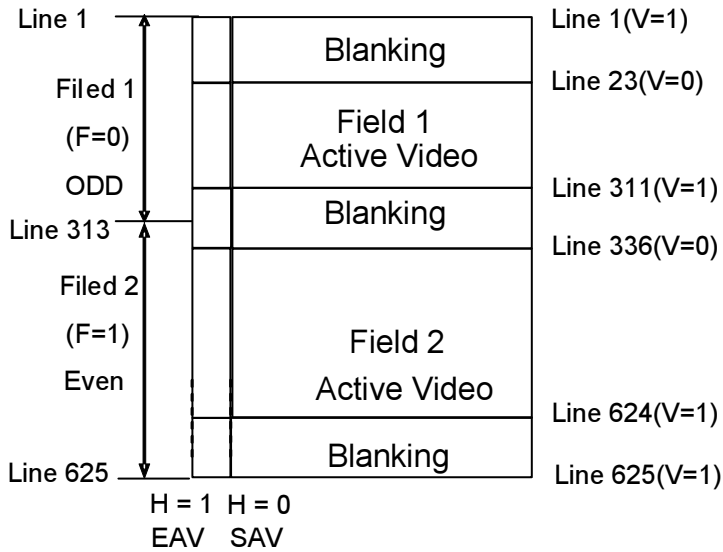 Line 1
Filed 1
(F=0)
ODD
Line 313
Filed 2
(F=1)
Even
Line 625
Blanking
Field 1
Active Video
Blanking
Field 2
Active Video
Blanking
Line 1(V=1)
Line 23(V=0)
Line 311(V=1)
Line 336(V=0)
Line 624(V=1)
Line 625(V=1)
H = 1 H = 0
EAV SAV